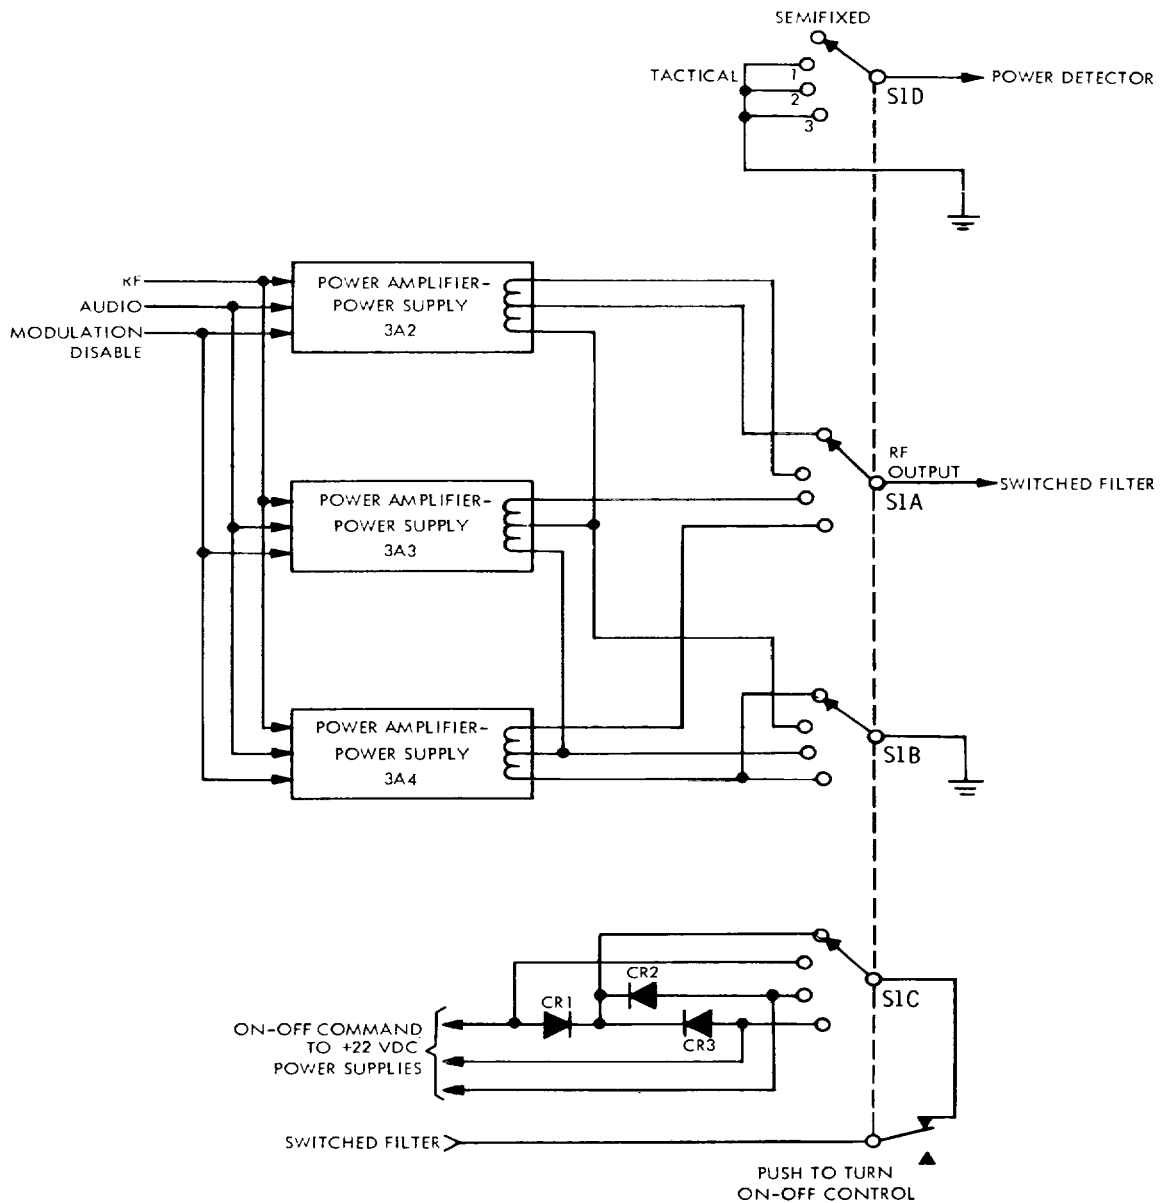 SEMIFIXED
TACTICAL
1
2
3
S1D
POWER DETECTOR
RF
AUDIO
MODULATION
DISABLE
POWER AMPLIFIER-
POWER SUPPLY
3A2
RF
OUTPUT
SWITCHED FILTER
S1A
POWER AMPLIFIER-
POWER SUPPLY
3A3
POWER AMPLIFIER-
POWER SUPPLY
3A4
S1B
CR2
CR1
CR3
S1C
ON-OFF COMMAND
TO +22 VDC
POWER SUPPLIES
SWITCHED FILTER
PUSH TO TURN
ON-OFF CONTROL